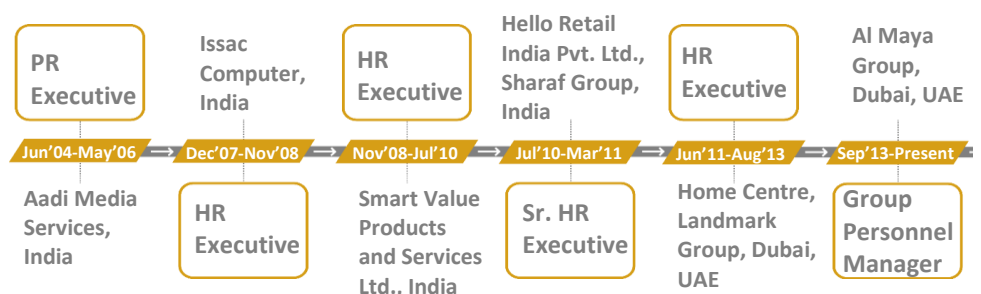 PR
Executive
Jun’04-May’06
Aadi Media
Services,
India
Issac
Computer,
India
Dec’07-Nov’08
HR
Executive
HR
Executive
Nov’08-Jul’10
Smart Value
Products
and Services
Ltd., India
Hello Retail
India Pvt. Ltd.,
Sharaf Group,
India
Jul’10-Mar’11
Sr. HR
Executive
HR
Executive
Jun’11-Aug’13
Home Centre,
Landmark
Group, Dubai,
UAE
Al Maya
Group,
Dubai, UAE
Sep’13-Present
Group
Personnel
Manager